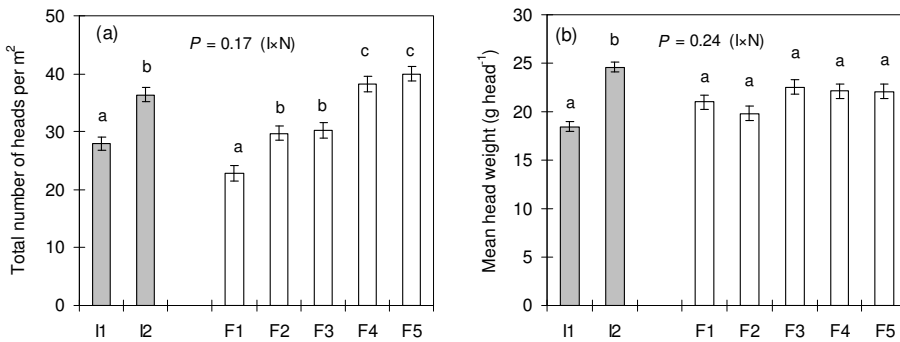 (a)
P = 0.17 (I×N)
Total number of heads per m²
50
40
30
20
10
0
a
b
a
b
b
c
c
I1 I2 F1 F2 F3 F4 F5
(b)
P = 0.24 (I×N)
Mean head weight (g head⁻¹)
30
25
20
15
10
5
0
a
b
a
a
a
a
a
I1 I2 F1 F2 F3 F4 F5